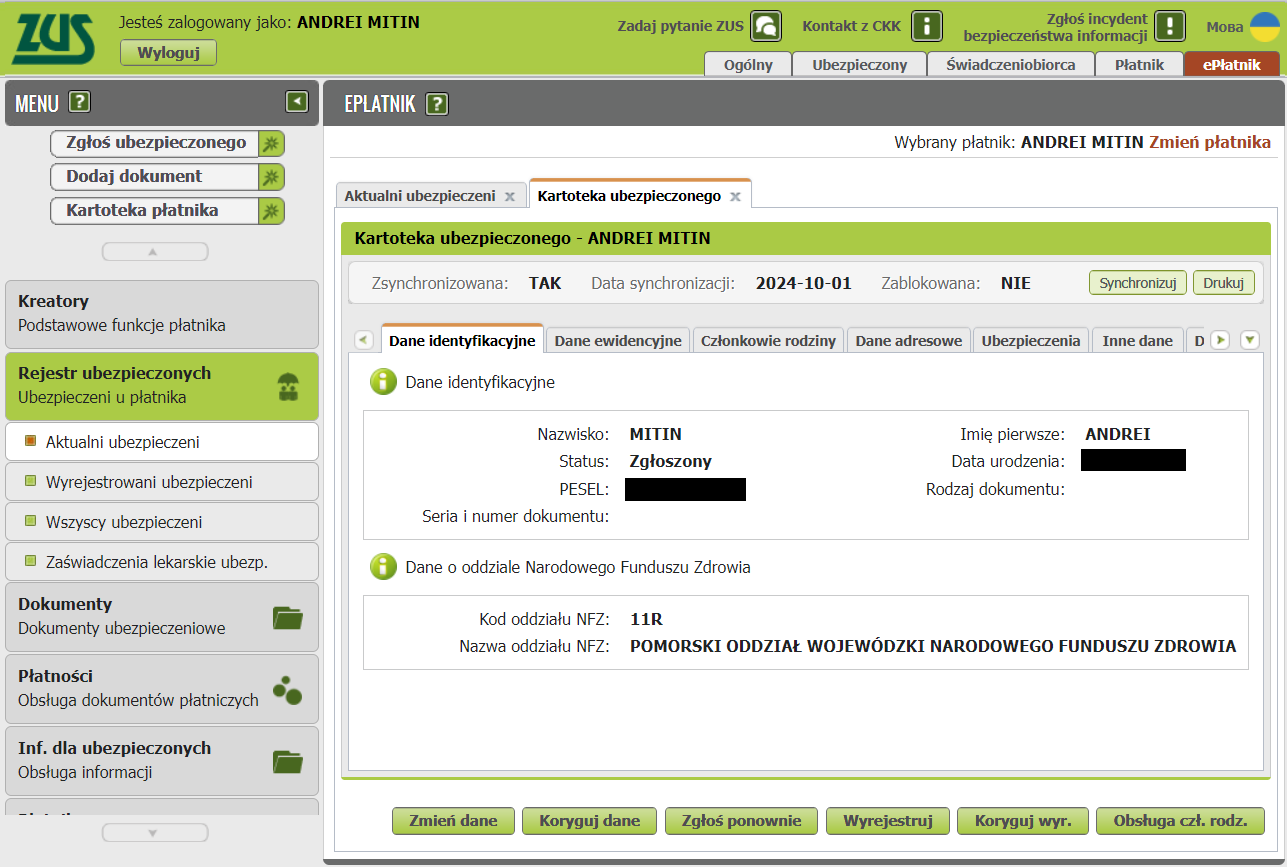 ZUS
Jesteś zalogowany jako: ANDREI MITIN
Wyloguj
Zadaj pytanie ZUS
Kontakt z CKK
Zgłoś incydent
bezpieczeństwa informacji
Мова
Ogólny
Ubezpieczony
Świadczeniobiorca
Płatnik
ePłatnik
MENU ?
Zgłoś ubezpieczonego
Dodaj dokument
Kartoteka płatnika
Kreatory
Podstawowe funkcje płatnika
Rejestr ubezpieczonych
Ubezpieczeni u płatnika
Aktualni ubezpieczeni
Wyrejestrowani ubezpieczeni
Wszyscy ubezpieczeni
Zaświadczenia lekarskie ubezp.
Dokumenty
Dokumenty ubezpieczeniowe
Płatności
Obsługa dokumentów płatniczych
Inf. dla ubezpieczonych
Obsługa informacji
EPŁATNIK ?
Wybrany płatnik: ANDREI MITIN Zmień płatnika
Aktualni ubezpieczeni x
Kartoteka ubezpieczonego x
Kartoteka ubezpieczonego - ANDREI MITIN
Zsynchronizowana: TAK Data synchronizacji: 2024-10-01 Zablokowana: NIE
Synchronizuj
Drukuj
Dane identyfikacyjne
Dane ewidencyjne
Członkowie rodziny
Dane adresowe
Ubezpieczenia
Inne dane
D
Dane identyfikacyjne
Nazwisko: MITIN
Imię pierwsze: ANDREI
Status: Zgłoszony
Data urodzenia:
PESEL:
Rodzaj dokumentu:
Seria i numer dokumentu:
Dane o oddziale Narodowego Funduszu Zdrowia
Kod oddziału NFZ: 11R
Nazwa oddziału NFZ: POMORSKI ODDZIAŁ WOJEWÓDZKI NARODOWEGO FUNDUSZU ZDROWIA
Zmień dane
Koryguj dane
Zgłoś ponownie
Wyrejestruj
Koryguj wyr.
Obsługa czł. rodz.